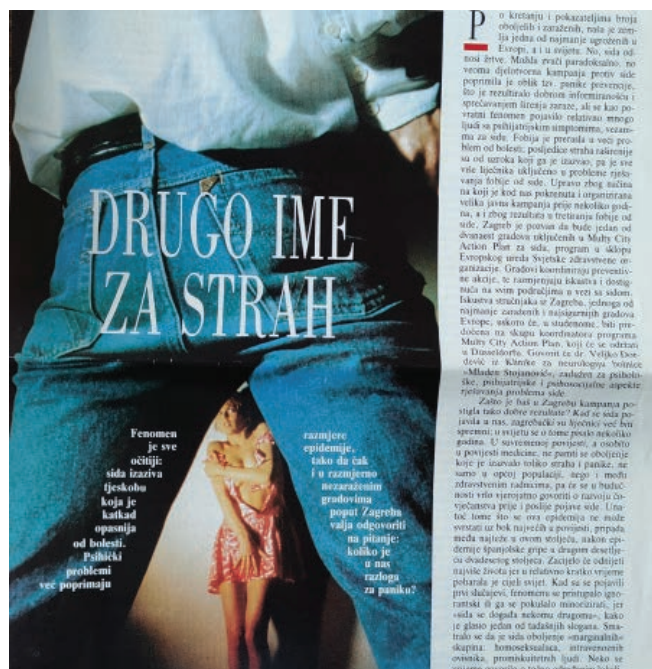 DRUGO IME
ZA STRAH
Fenomen
je sve
očitiji:
sida izaziva
tjeskobu
koja je
katkad
opasnija
od bolesti.
Psihički
problemi
već poprimaju
razmjere
epidemije,
tako da čak
i u razmjerno
nezaraženim
gradovima
poput Zagreba
valja odgovoriti
na pitanje:
koliko je
u nas
razloga
za paniku?
Po kretanju i pokazateljima broja
oboljelih i zaraženih, naša je zem-
lja jedna od najmanje ugroženih u
Evropi, a i u svijetu. No, sida od-
nosi žrtve. Možda zvuči paradoksalno, no
veoma djelotvorna kampanja protiv side
poprimila je oblik tzv. panike prevencije,
što je rezultiralo dobrom informiranošću i
sprečavanjem širenja zaraze, ali se kao po-
vratni fenomen pojavilo relativno mnogo
ljudi sa psihijatrijskim simptomima, vezani-
ma za side. Fobija je prerasla u veći pro-
blem od bolesti; posljedice straha raširenije
su od uzroka koji ga je izazvao, pa je sve
više liječnika uključeno u probleme rješa-
vanja fobije od side. Upravo zbog načina
na koji je kod nas pokrenuta i organizirana
velika javna kampanja prije nekoliko godi-
na, a i zbog rezultata u tretiranju fobije od
side, Zagreb je pozvan da bude jedan od
dvanaest gradova uključenih u Multy City
Action Plan za sida, program u sklopu
Evropskog ureda Svjetske zdravstvene or-
ganizacije. Gradovi koordiniraju preventiv-
ne akcije, te razmjenjuju iskustva i dostig-
nuća na svim područjima u vezi sa sidom.
Iskustva stručnjaka iz Zagreba, jednoga od
najmanje zaraženih i najsigurnijih gradova
Evrope, uskoro će, u studenome, biti pre-
dočena na skupu koordinatora programa
Multy City Action Plan, koji će se održati
u Düsseldorfu. Govorit će dr. Veljko Đor-
đević iz Klinike za neurologiju bolnice
»Mladen Stojanović«, zadužen za psiholo-
ške, psihijatrijske i psihosocijalne aspekte
rješavanja problema side.
Zašto je baš u Zagrebu kampanja po-
stigla tako dobre rezultate? Kad se sida po-
javila u nas, zagrebački su liječnici već bili
spremni; u svijetu se o tome pisalo nekoliko
godina. U suvremenoj povijesti, a osobito
u povijesti medicine, ne pamti se oboljenje
koje je izazvalo toliko straha i panike, ne
samo u općoj populaciji, nego i među
zdravstvenim radnicima, pa će se u buduć-
nosti vrlo vjerojatno govoriti o razvoju čo-
vječanstva prije i poslije pojave side. Una-
toč tome što se ova epidemija ne može
svrstati uz bok najvećih u povijesti, pripada
među najteže u ovom stoljeću, nakon epi-
demije španjolske gripe u drugom desetlje-
ću dvadesetog stoljeća. Zacijelo će odnijeti
najviše života jer u relativno kratko vrijeme
poharala je cijeli svijet. Kad su se pojavili
prvi slučajevi, fenomenu se pristupalo igno-
rantski ili ga se pokušalo minorizirati, jer
»sida se događa nekomu drugomu«, kako
je glasio jedan od tadašnjih slogana. Sma-
tralo se da je sida oboljenje »marginalnih«
skupina: homoseksualaca, intravenoznih
ovisnika, promiskuitetnih ljudi. Neko se